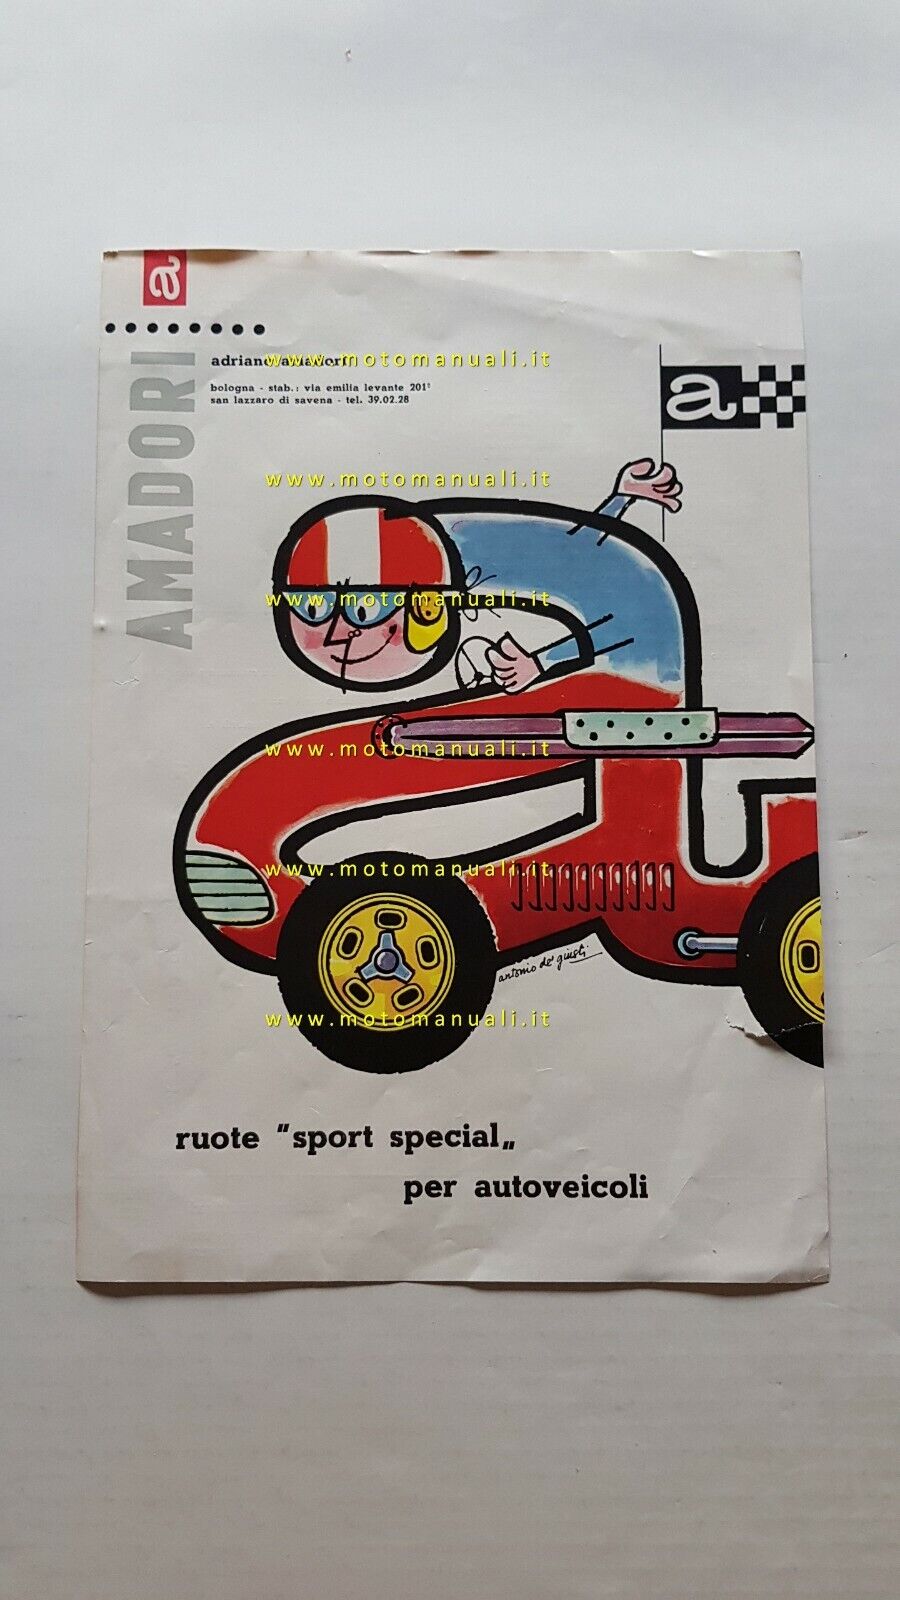 a
AMADORI
adriano amadori
bologna - stab.: via emilia levante 201°
san lazzaro di savena - tel. 39.02.28
a
www.motomanuali.it
www.motomanuali.it
www.motomanuali.it
www.motomanuali.it
www.motomanuali.it
www.motomanuali.it
antonio de' giusti
ruote "sport special„
per autoveicoli